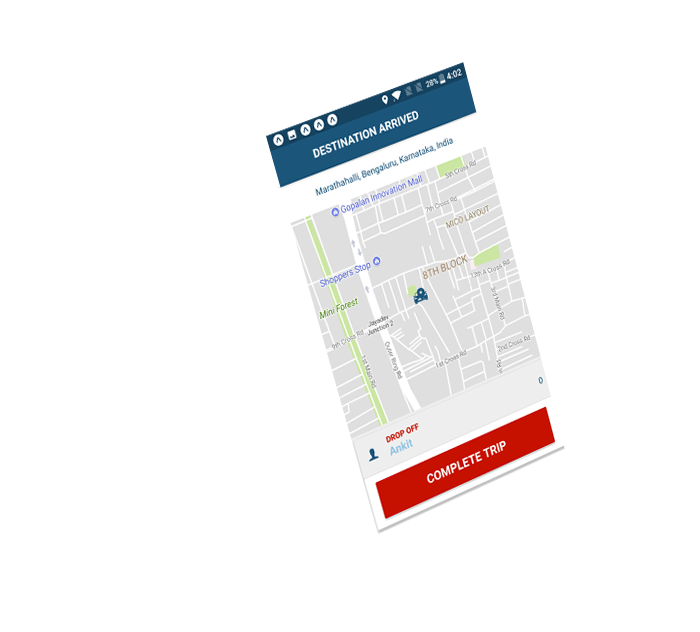 28% 4:02
DESTINATION ARRIVED
Marathahalli, Bengaluru, Karnataka, India
Gopalan Innovation Mall
5th Cross Rd
7th Cross Rd
MICO LAYOUT
Shoppers Stop
8TH BLOCK
17th A Cross Rd
3rd Main Rd
Mini Forest
Jayadev
Junction 2
9th Cross Rd
Outer Ring Rd
1st Main Rd
1st Cross Rd
2nd Cross Rd
0
DROP OFF
Ankit
COMPLETE TRIP